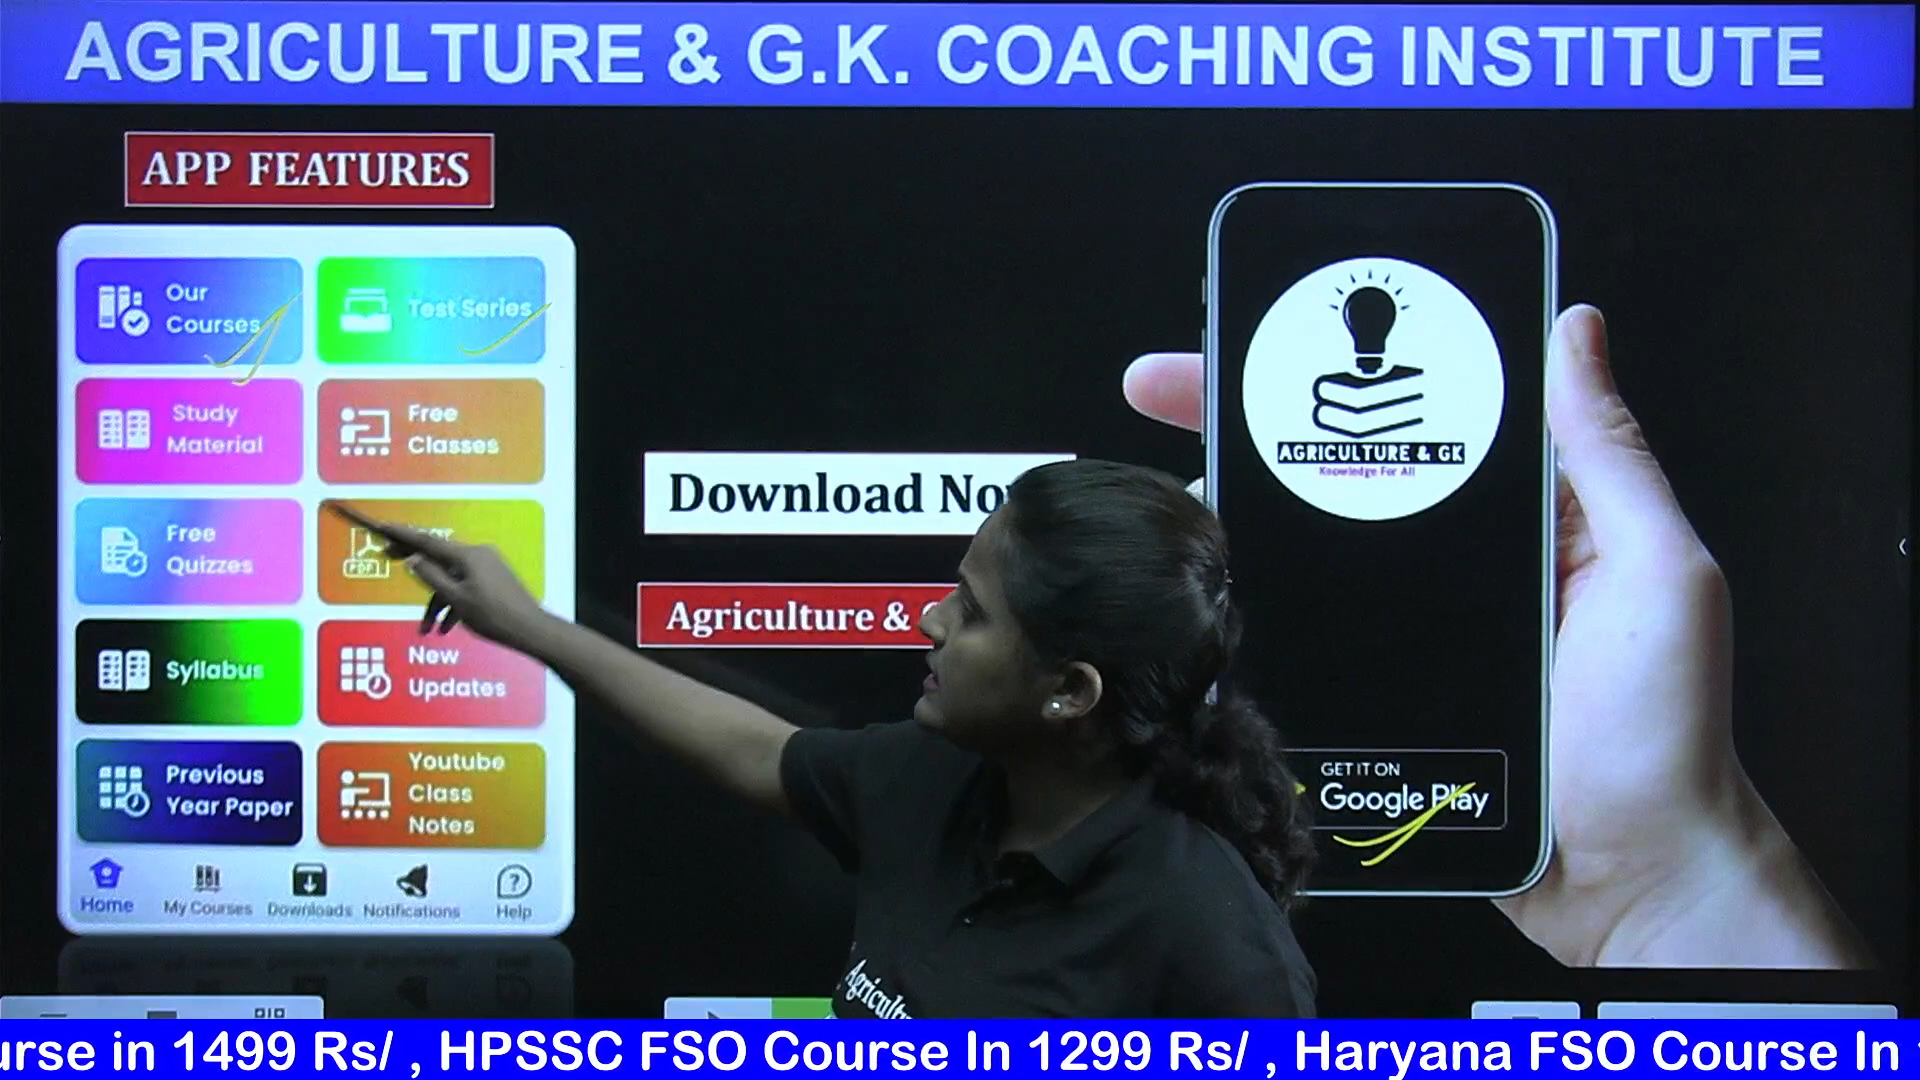 AGRICULTURE & G.K. COACHING INSTITUTE
APP FEATURES
Our
Courses
Test Series
Study
Material
Free
Classes
Free
Quizzes
PDF
Syllabus
New
Updates
Previous
Year Paper
Youtube
Class
Notes
Home
My Courses
Downloads
Notifications
Help
Download
Agriculture &
AGRICULTURE & GK
Knowledge For All
GET IT ON
Google Play
in 1499 Rs/ , HPSSC FSO Course In 1299 Rs/ , Haryana FSO Course In